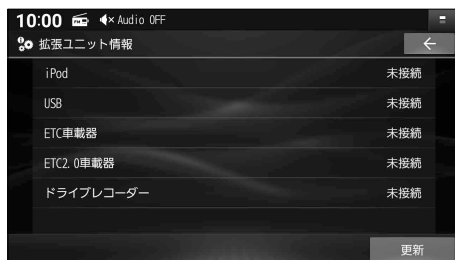 10:00 Audio OFF
拡張ユニット情報
iPod 未接続
USB 未接続
ETC車載器 未接続
ETC2.0車載器 未接続
ドライブレコーダー 未接続
更新